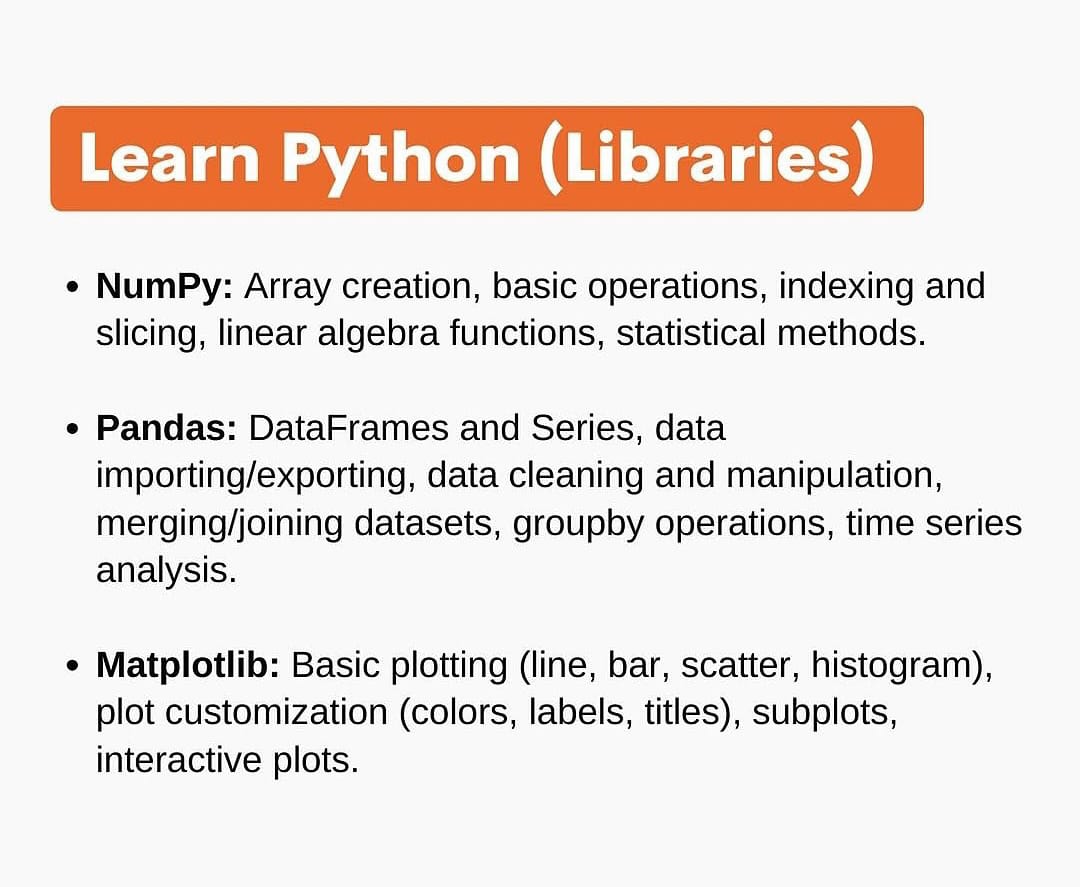 Learn Python (Libraries)
• NumPy: Array creation, basic operations, indexing and
slicing, linear algebra functions, statistical methods.
• Pandas: DataFrames and Series, data
importing/exporting, data cleaning and manipulation,
merging/joining datasets, groupby operations, time series
analysis.
• Matplotlib: Basic plotting (line, bar, scatter, histogram),
plot customization (colors, labels, titles), subplots,
interactive plots.